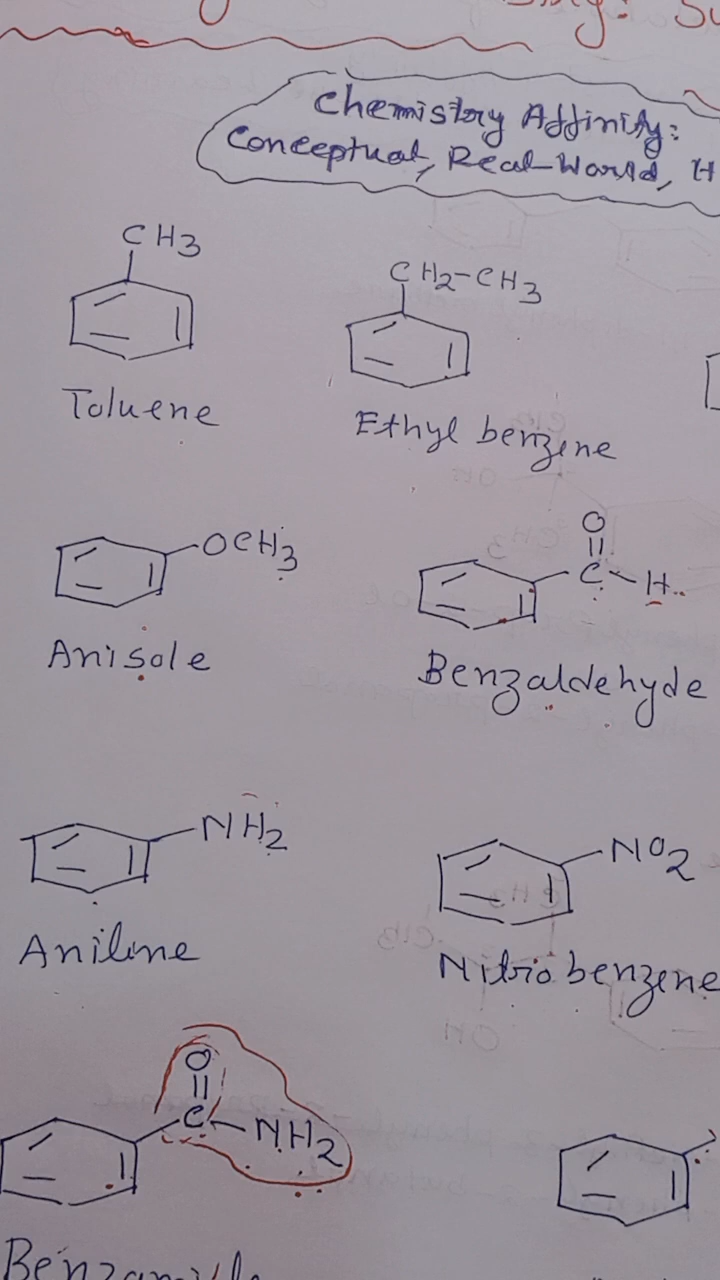 Chemistry Affinity:
Conceptual, Real-World, H
CH3
CH2-CH3
Toluene
Ethyl benzene
OCH3
O
C H
Anisole
Benzaldehyde
NH2
NO2
Aniline
Nitrobenzene
O
C NH2
Benzamide